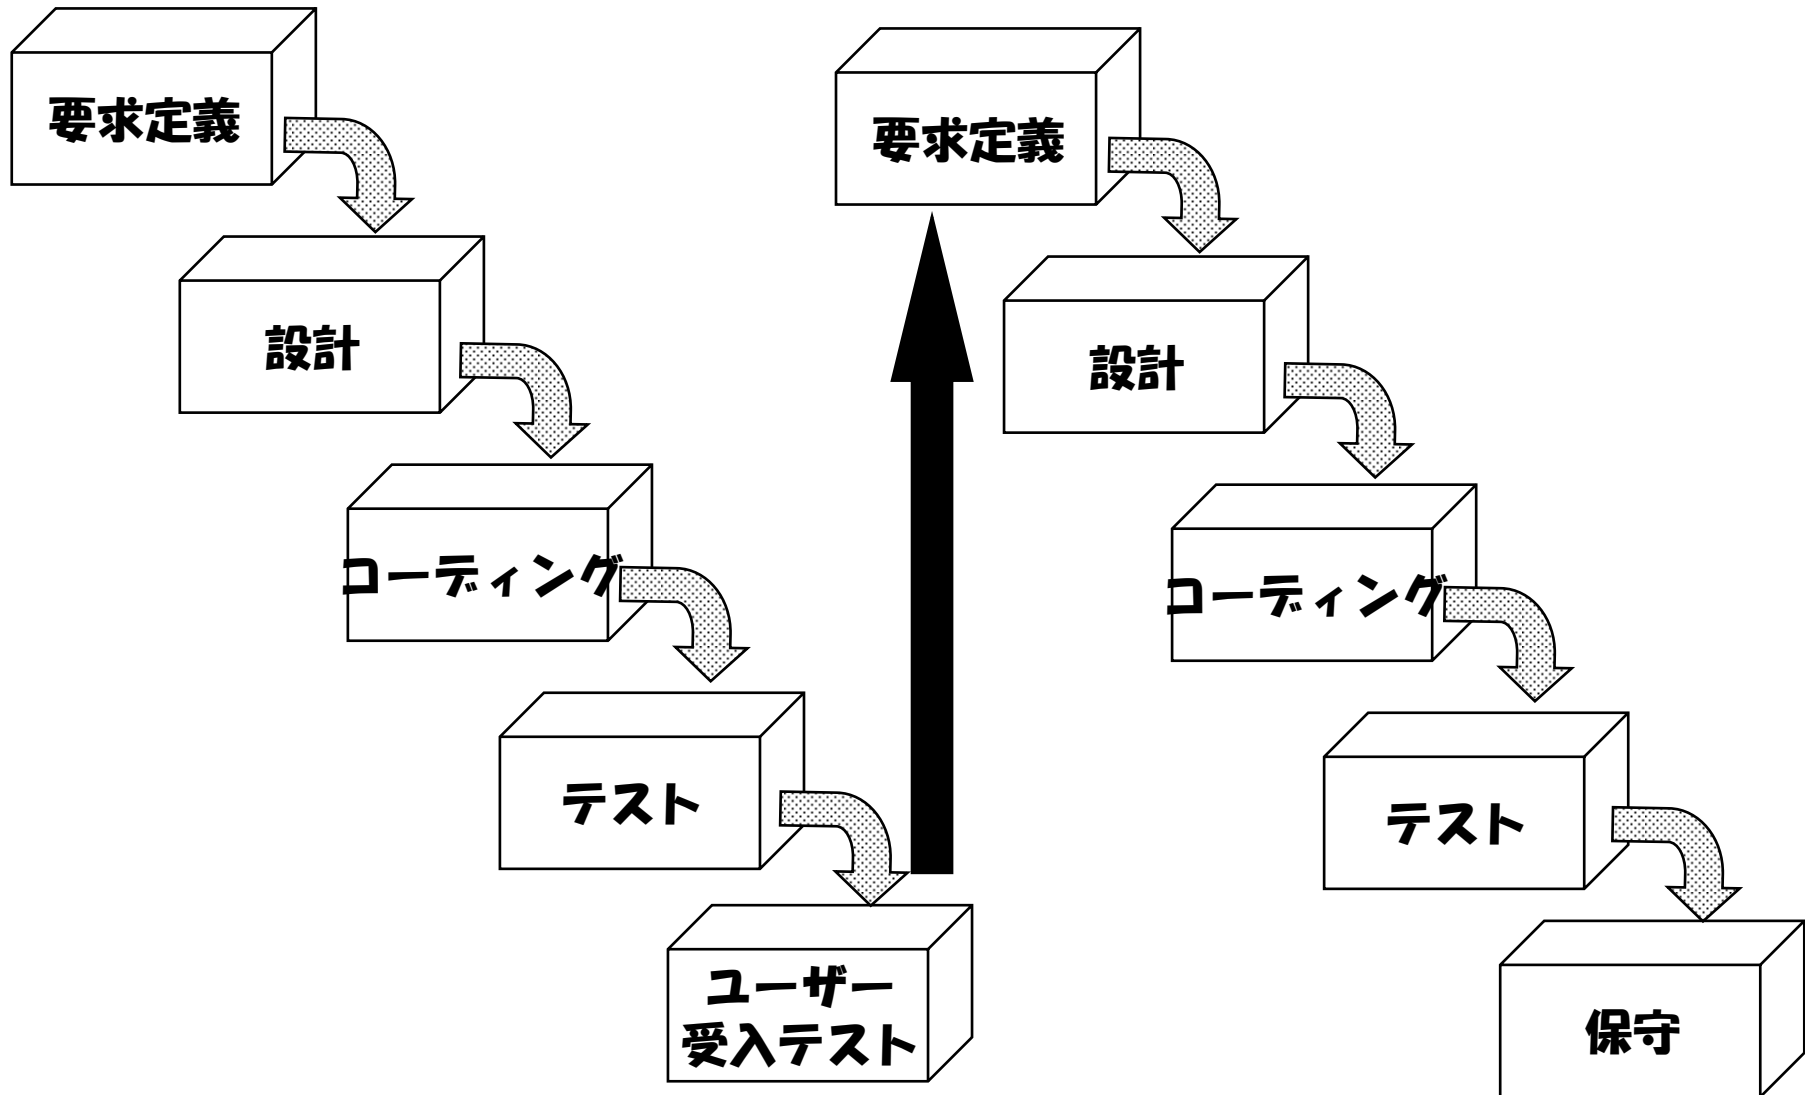 要求定義
設計
コーディング
テスト
ユーザー
受入テスト
要求定義
設計
コーディング
テスト
保守